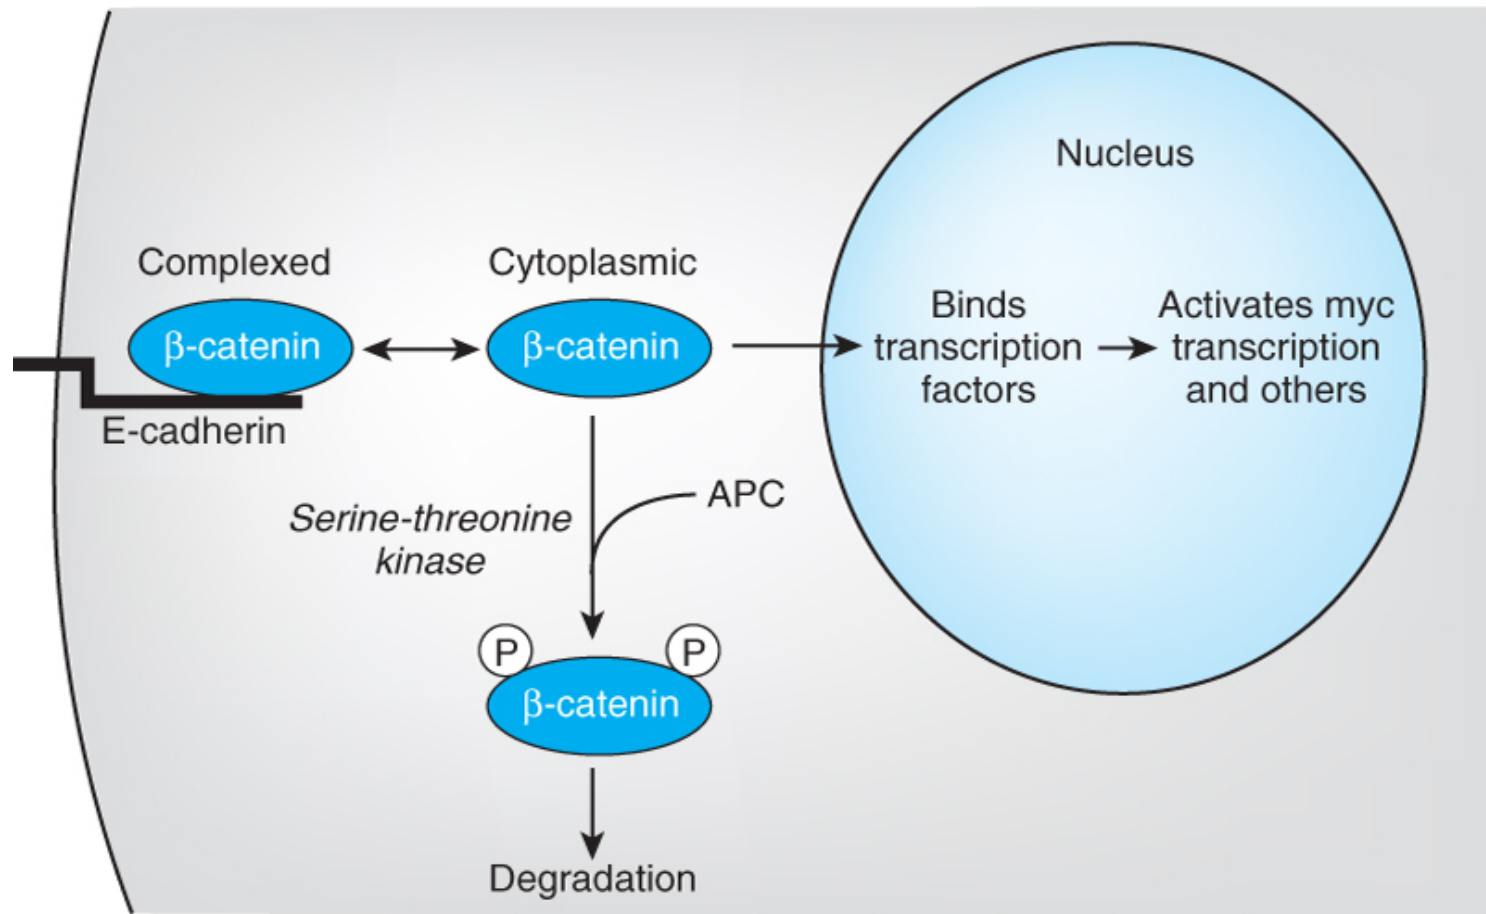 Nucleus
Complexed
Cytoplasmic
β-catenin
β-catenin
E-cadherin
Binds
transcription
factors
Activates myc
transcription
and others
Serine-threonine
kinase
APC
P
P
β-catenin
Degradation